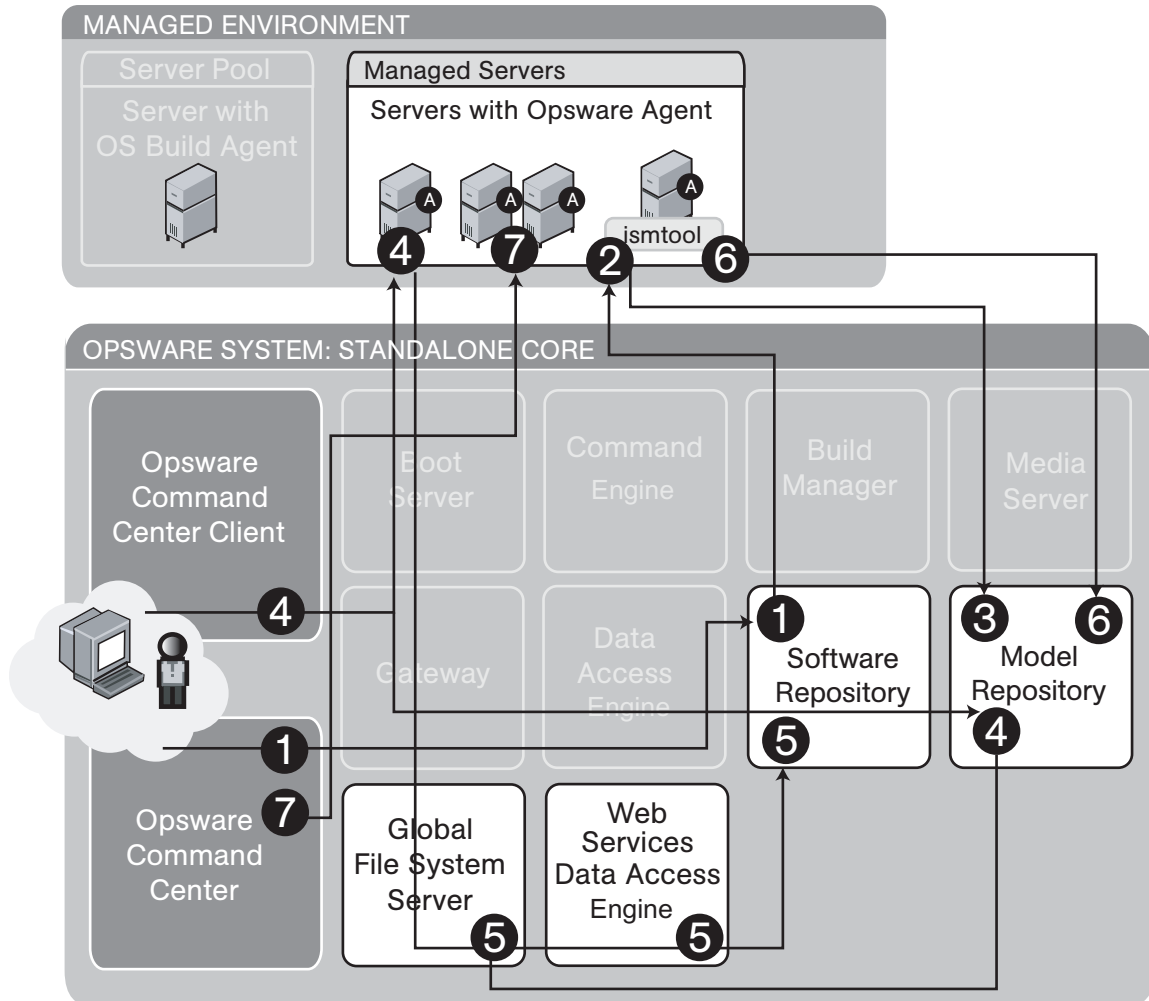 MANAGED ENVIRONMENT
Server Pool
Server with
OS Build Agent
Managed Servers
Servers with Opsware Agent
A
A
A
A
ismtool
4
7
2
6
OPSWARE SYSTEM: STANDALONE CORE
Opsware
Command
Center Client
4
Boot
Server
Command
Engine
Build
Manager
Media
Server
Gateway
Data
Access
Engine
1
Software
Repository
5
3
6
Model
Repository
4
1
7
Opsware
Command
Center
Global
File System
Server
5
Web
Services
Data Access
Engine
5